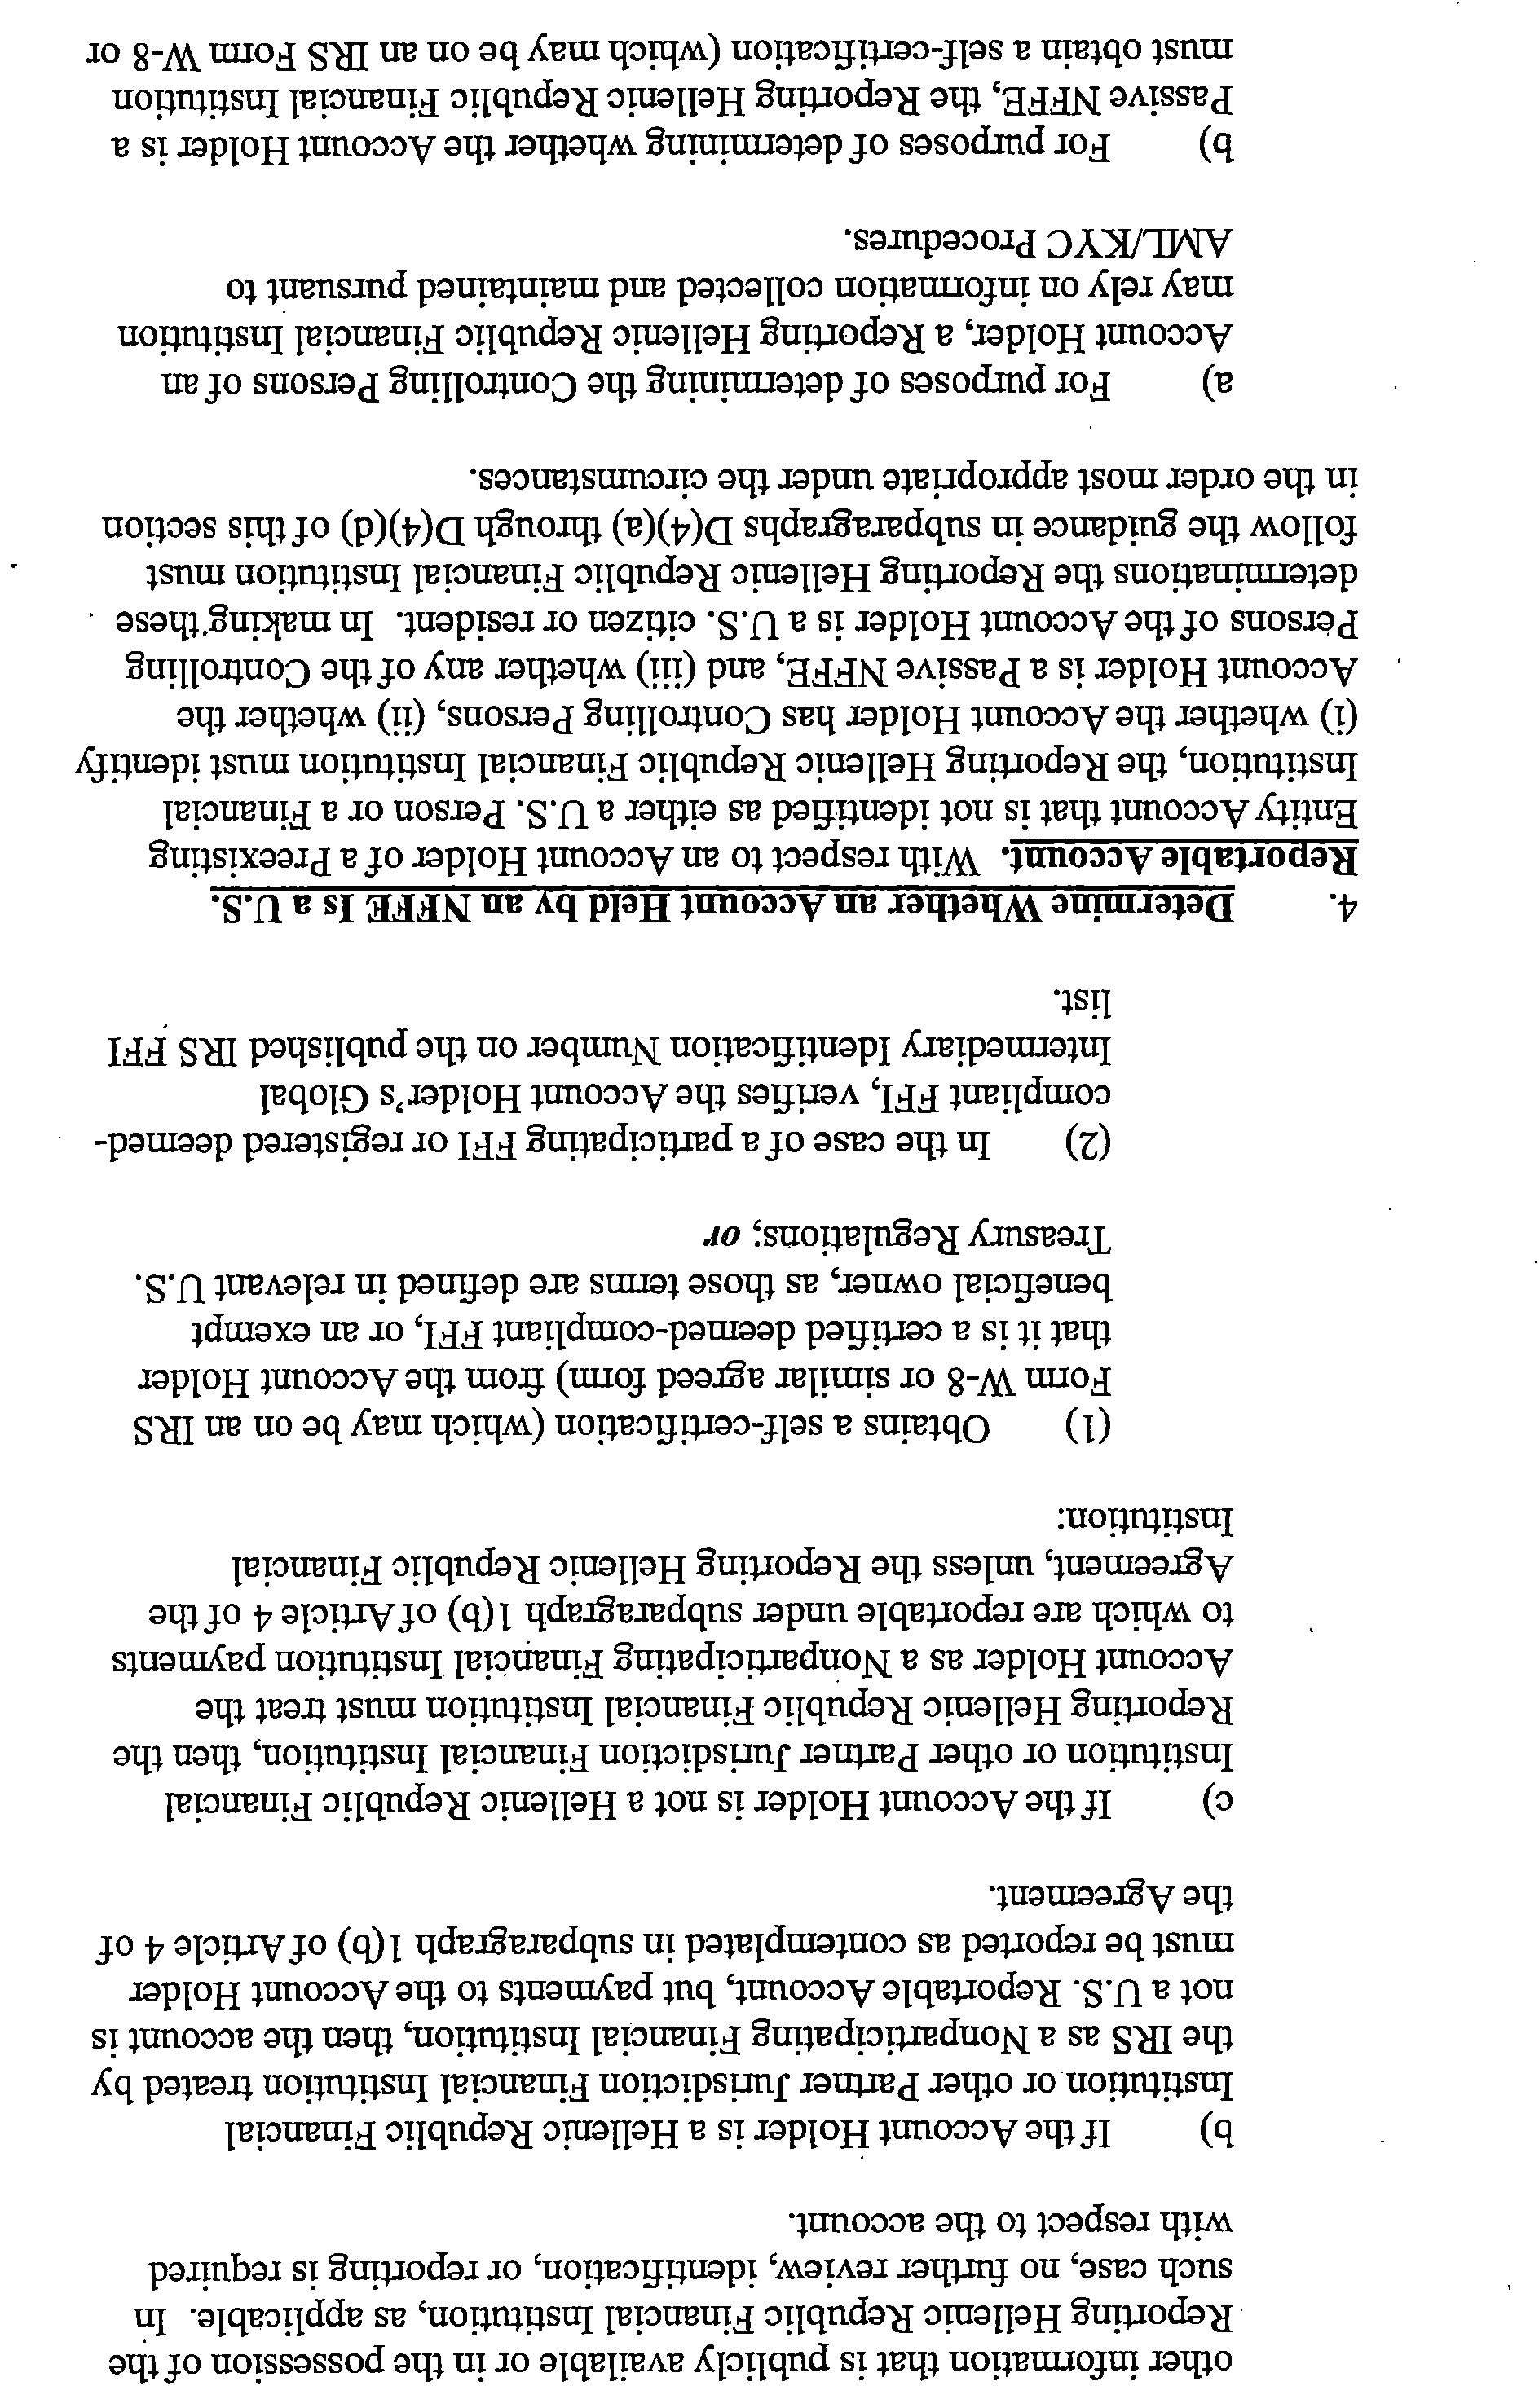 other information that is publicly available or in the possession of the
Reporting Hellenic Republic Financial Institution, as applicable. In
such case, no further review, identification, or reporting is required
with respect to the account.
b) If the Account Holder is a Hellenic Republic Financial
Institution or other Partner Jurisdiction Financial Institution treated by
the IRS as a Nonparticipating Financial Institution, then the account is
not a U.S. Reportable Account, but payments to the Account Holder
must be reported as contemplated in subparagraph 1(b) of Article 4 of
the Agreement.
c) If the Account Holder is not a Hellenic Republic Financial
Institution or other Partner Jurisdiction Financial Institution, then the
Reporting Hellenic Republic Financial Institution must treat the
Account Holder as a Nonparticipating Financial Institution payments
to which are reportable under subparagraph 1(b) of Article 4 of the
Agreement, unless the Reporting Hellenic Republic Financial
Institution:
(1) Obtains a self-certification (which may be on an IRS
Form W-8 or similar agreed form) from the Account Holder
that it is a certified deemed-compliant FFI, or an exempt
beneficial owner, as those terms are defined in relevant U.S.
Treasury Regulations; or
(2) In the case of a participating FFI or registered deemed-
compliant FFI, verifies the Account Holder's Global
Intermediary Identification Number on the published IRS FFI
list.
4. Determine Whether an Account Held by an NFFE Is a U.S.
Reportable Account. With respect to an Account Holder of a Preexisting
Entity Account that is not identified as either a U.S. Person or a Financial
Institution, the Reporting Hellenic Republic Financial Institution must identify
(i) whether the Account Holder has Controlling Persons, (ii) whether the
Account Holder is a Passive NFFE, and (iii) whether any of the Controlling
Persons of the Account Holder is a U.S. citizen or resident. In making these
determinations the Reporting Hellenic Republic Financial Institution must
follow the guidance in subparagraphs D(4)(a) through D(4)(d) of this section
in the order most appropriate under the circumstances.
a) For purposes of determining the Controlling Persons of an
Account Holder, a Reporting Hellenic Republic Financial Institution
may rely on information collected and maintained pursuant to
AML/KYC Procedures.
b) For purposes of determining whether the Account Holder is a
Passive NFFE, the Reporting Hellenic Republic Financial Institution
must obtain a self-certification (which may be on an IRS Form W-8 or